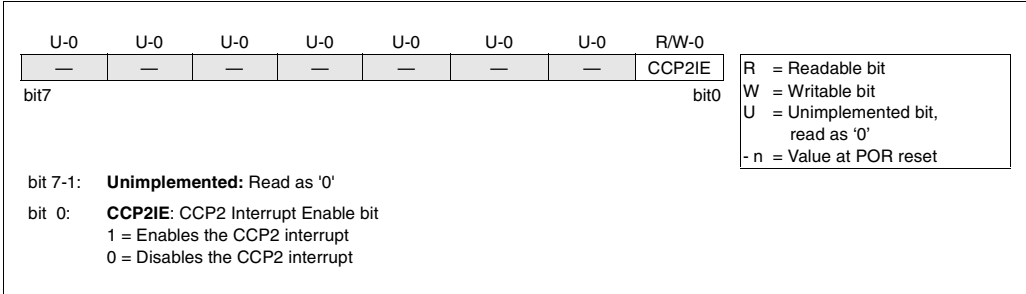 U-0 U-0 U-0 U-0 U-0 U-0 U-0 R/W-0
— — — — — — — CCP2IE
bit7 bit0
R = Readable bit
W = Writable bit
U = Unimplemented bit,
read as ‘0’
- n = Value at POR reset
bit 7-1: Unimplemented: Read as '0'
bit 0: CCP2IE: CCP2 Interrupt Enable bit
1 = Enables the CCP2 interrupt
0 = Disables the CCP2 interrupt